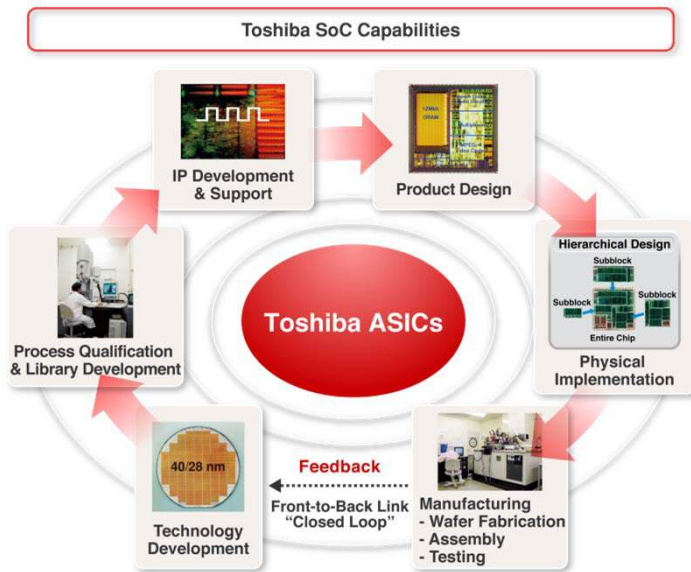 Toshiba SoC Capabilities
IP Development
& Support
12Mbit
DRAM
Product Design
Process Qualification
& Library Development
Toshiba ASICs
Hierarchical Design
Subblock
Subblock
Subblock
Entire Chip
Physical
Implementation
40/28 nm
Technology
Development
Feedback
Front-to-Back Link
“Closed Loop”
Manufacturing
- Wafer Fabrication
- Assembly
- Testing